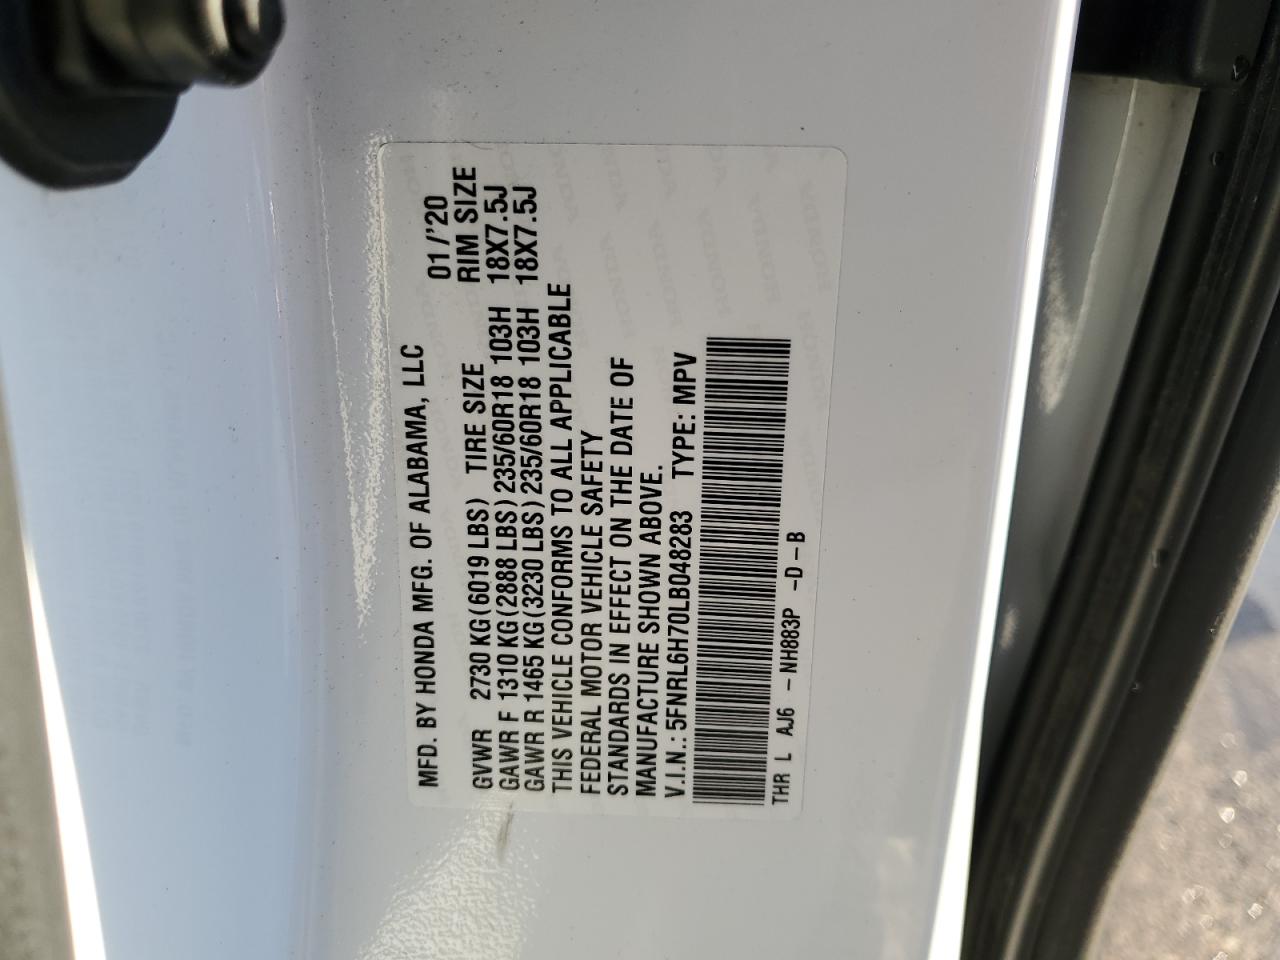 MFD. BY HONDA MFG. OF ALABAMA, LLC 01/'20
GVWR 2730 KG(6019 LBS) TIRE SIZE RIM SIZE
GAWR F 1310 KG(2888 LBS)235/60R18 103H 18X7.5J
GAWR R 1465 KG(3230 LBS)235/60R18 103H 18X7.5J
THIS VEHICLE CONFORMS TO ALL APPLICABLE
FEDERAL MOTOR VEHICLE SAFETY
STANDARDS IN EFFECT ON THE DATE OF
MANUFACTURE SHOWN ABOVE.
V.I.N.: 5FNRL6H70LB048283 TYPE: MPV
THR L AJ6 -NH883P -D-B